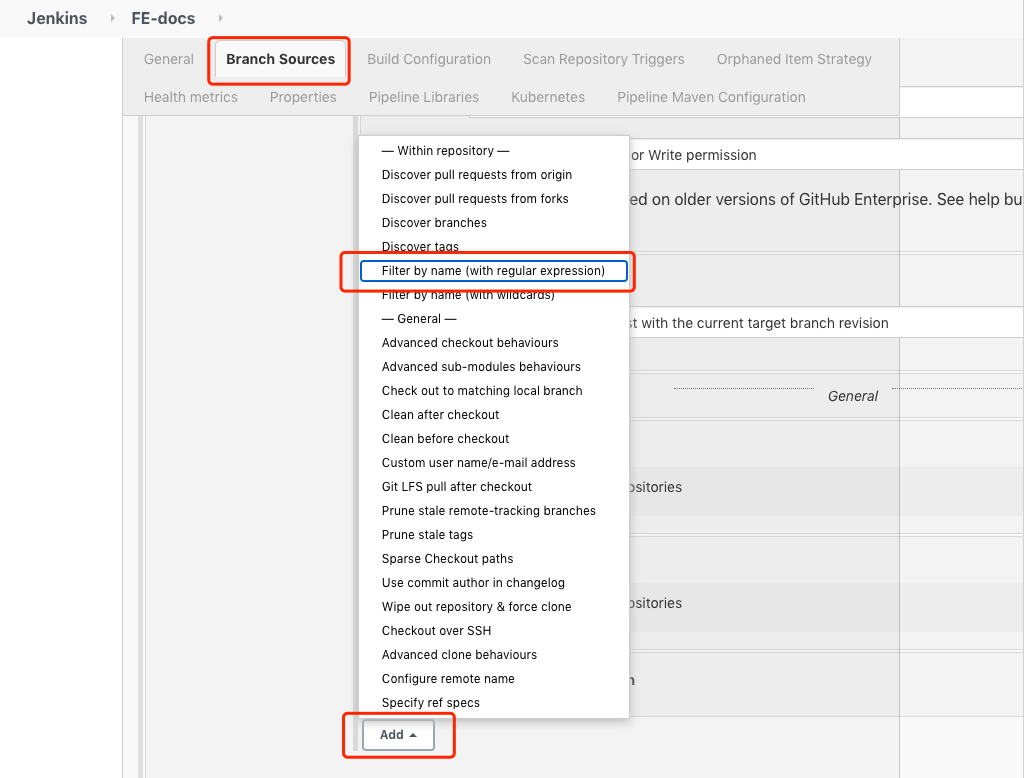 Jenkins FE-docs
General Branch Sources Build Configuration Scan Repository Triggers Orphaned Item Strategy
Health metrics Properties Pipeline Libraries Kubernetes Pipeline Maven Configuration
— Within repository —
or Write permission
Discover pull requests from origin
Discover pull requests from forks
ed on older versions of GitHub Enterprise. See help bu
Discover branches
Discover tags
Filter by name (with regular expression)
Filter by name (with wildcards)
— General —
st with the current target branch revision
Advanced checkout behaviours
Advanced sub-modules behaviours
Check out to matching local branch
General
Clean after checkout
Clean before checkout
Custom user name/e-mail address
Git LFS pull after checkout
ositories
Prune stale remote-tracking branches
Prune stale tags
Sparse Checkout paths
Use commit author in changelog
Wipe out repository & force clone
ositories
Checkout over SSH
Advanced clone behaviours
Configure remote name
n
Specify ref specs
Add